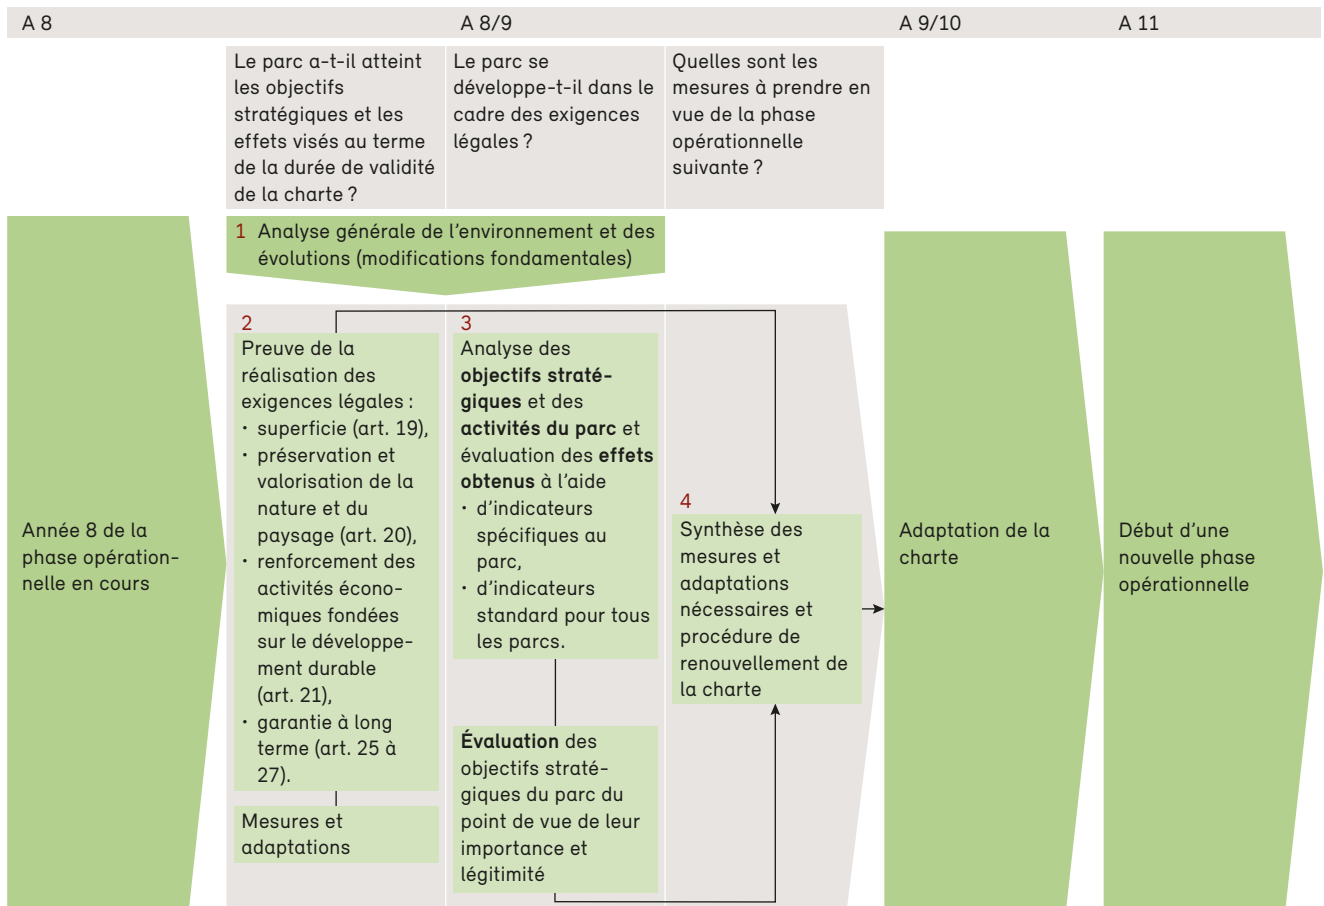 A 8
A 8/9
A 9/10
A 11
Le parc a-t-il atteint
les objectifs
stratégiques et les
effets visés au terme
de la durée de validité
de la charte ?
Le parc se
développe-t-il dans le
cadre des exigences
légales ?
Quelles sont les
mesures à prendre en
vue de la phase
opérationnelle
suivante ?
1 Analyse générale de l’environnement et des
évolutions (modifications fondamentales)
Année 8 de la
phase opération-
nelle en cours
2
Preuve de la
réalisation des
exigences légales :
· superficie (art. 19),
· préservation et
valorisation de la
nature et du
paysage (art. 20),
· renforcement des
activités écono-
miques fondées
sur le développe-
ment durable
(art. 21),
· garantie à long
terme (art. 25 à
27).
Mesures et
adaptations
3
Analyse des
objectifs straté-
giques et des
activités du parc et
évaluation des effets
obtenus à l’aide
· d’indicateurs
spécifiques au
parc,
· d’indicateurs
standard pour tous
les parcs.
Évaluation des
objectifs straté-
giques du parc du
point de vue de leur
importance et
légitimité
4
Synthèse des
mesures et
adaptations
nécessaires et
procédure de
renouvellement de
la charte
Adaptation de la
charte
Début d’une
nouvelle phase
opérationnelle